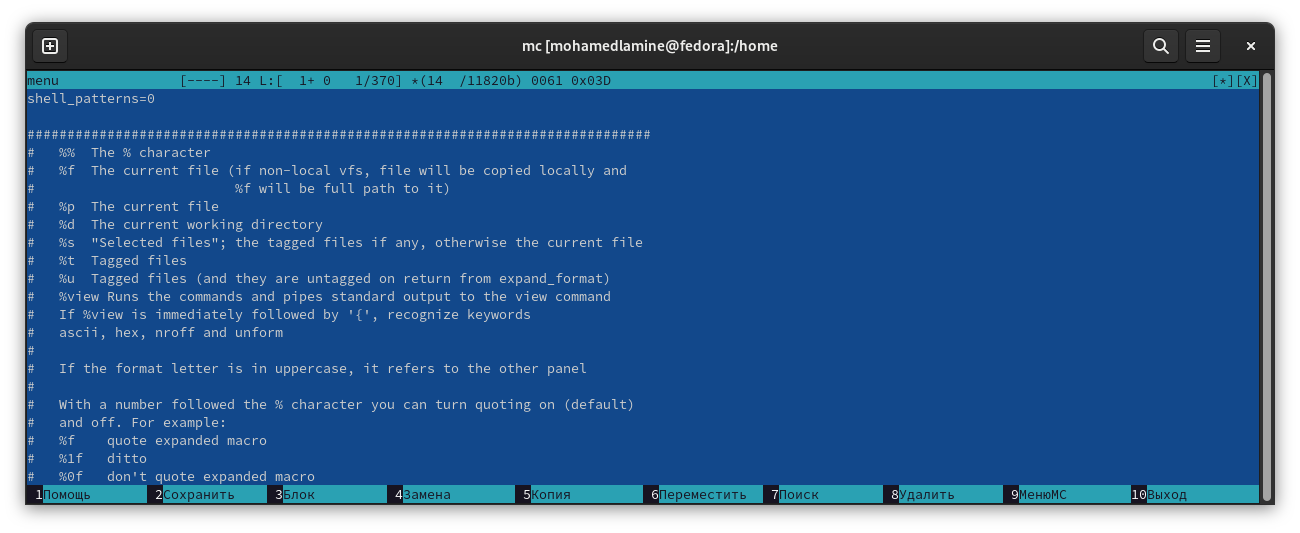 mc [mohamedlamine@fedora]:/home
menu               [----] 14 L:[  1+ 0   1/370] *(14  /11820b) 0061 0x03D                    [*][X]
shell_patterns=0
##############################################################################
#   %%  The % character
#   %f  The current file (if non-local vfs, file will be copied locally and
#                         %f will be full path to it)
#   %p  The current file
#   %d  The current working directory
#   %s  "Selected files"; the tagged files if any, otherwise the current file
#   %t  Tagged files
#   %u  Tagged files (and they are untagged on return from expand_format)
#   %view Runs the commands and pipes standard output to the view command
#   If %view is immediately followed by '{', recognize keywords
#   ascii, hex, nroff and unform
#
#   If the format letter is in uppercase, it refers to the other panel
#
#   With a number followed the % character you can turn quoting on (default)
#   and off. For example:
#   %f    quote expanded macro
#   %1f   ditto
#   %0f   don't quote expanded macro
1Помощь 2Сохранить 3Блок 4Замена 5Копия 6Переместить 7Поиск 8Удалить 9МенюMC 10Выход